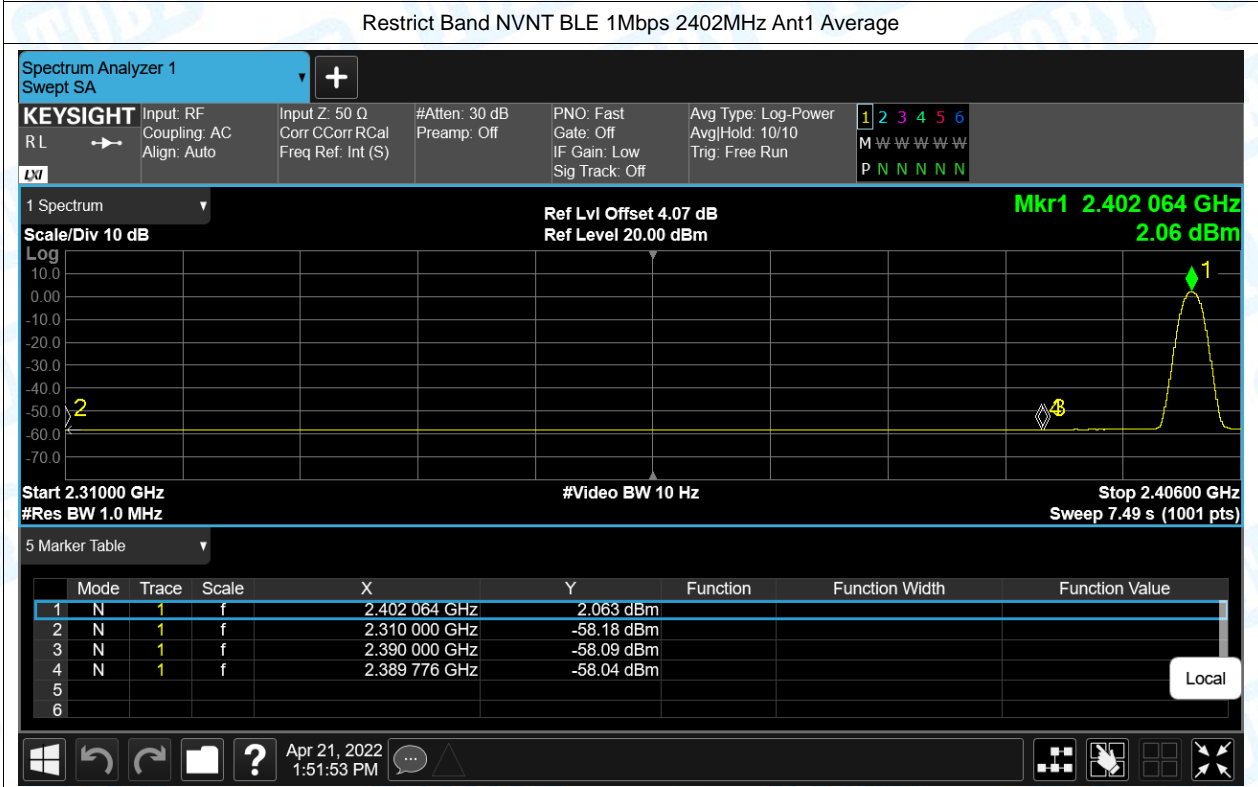 Restrict Band NVNT BLE 1Mbps 2402MHz Ant1 Average
Spectrum Analyzer 1
Swept SA
+
KEYSIGHT Input: RF Input Z: 50 Ω #Atten: 30 dB PNO: Fast Avg Type: Log-Power 1 2 3 4 5 6
R L Coupling: AC Corr CCorr RCal Preamp: Off Gate: Off Avg|Hold: 10/10 M W W W W W
Align: Auto Freq Ref: Int (S) IF Gain: Low Trig: Free Run P N N N N N
LXI Sig Track: Off
1 Spectrum Ref Lvl Offset 4.07 dB Mkr1 2.402 064 GHz
Scale/Div 10 dB Ref Level 20.00 dBm 2.06 dBm
Log
1
10.0
0.00
-10.0
-20.0
-30.0
-40.0
-50.0 2 4 3
-60.0
-70.0
Start 2.31000 GHz #Video BW 10 Hz Stop 2.40600 GHz
#Res BW 1.0 MHz Sweep 7.49 s (1001 pts)
5 Marker Table
Mode Trace Scale X Y Function Function Width Function Value
1 N 1 f 2.402 064 GHz 2.063 dBm
2 N 1 f 2.310 000 GHz -58.18 dBm
3 N 1 f 2.390 000 GHz -58.09 dBm
4 N 1 f 2.389 776 GHz -58.04 dBm
5
6
Local
? Apr 21, 2022
1:51:53 PM